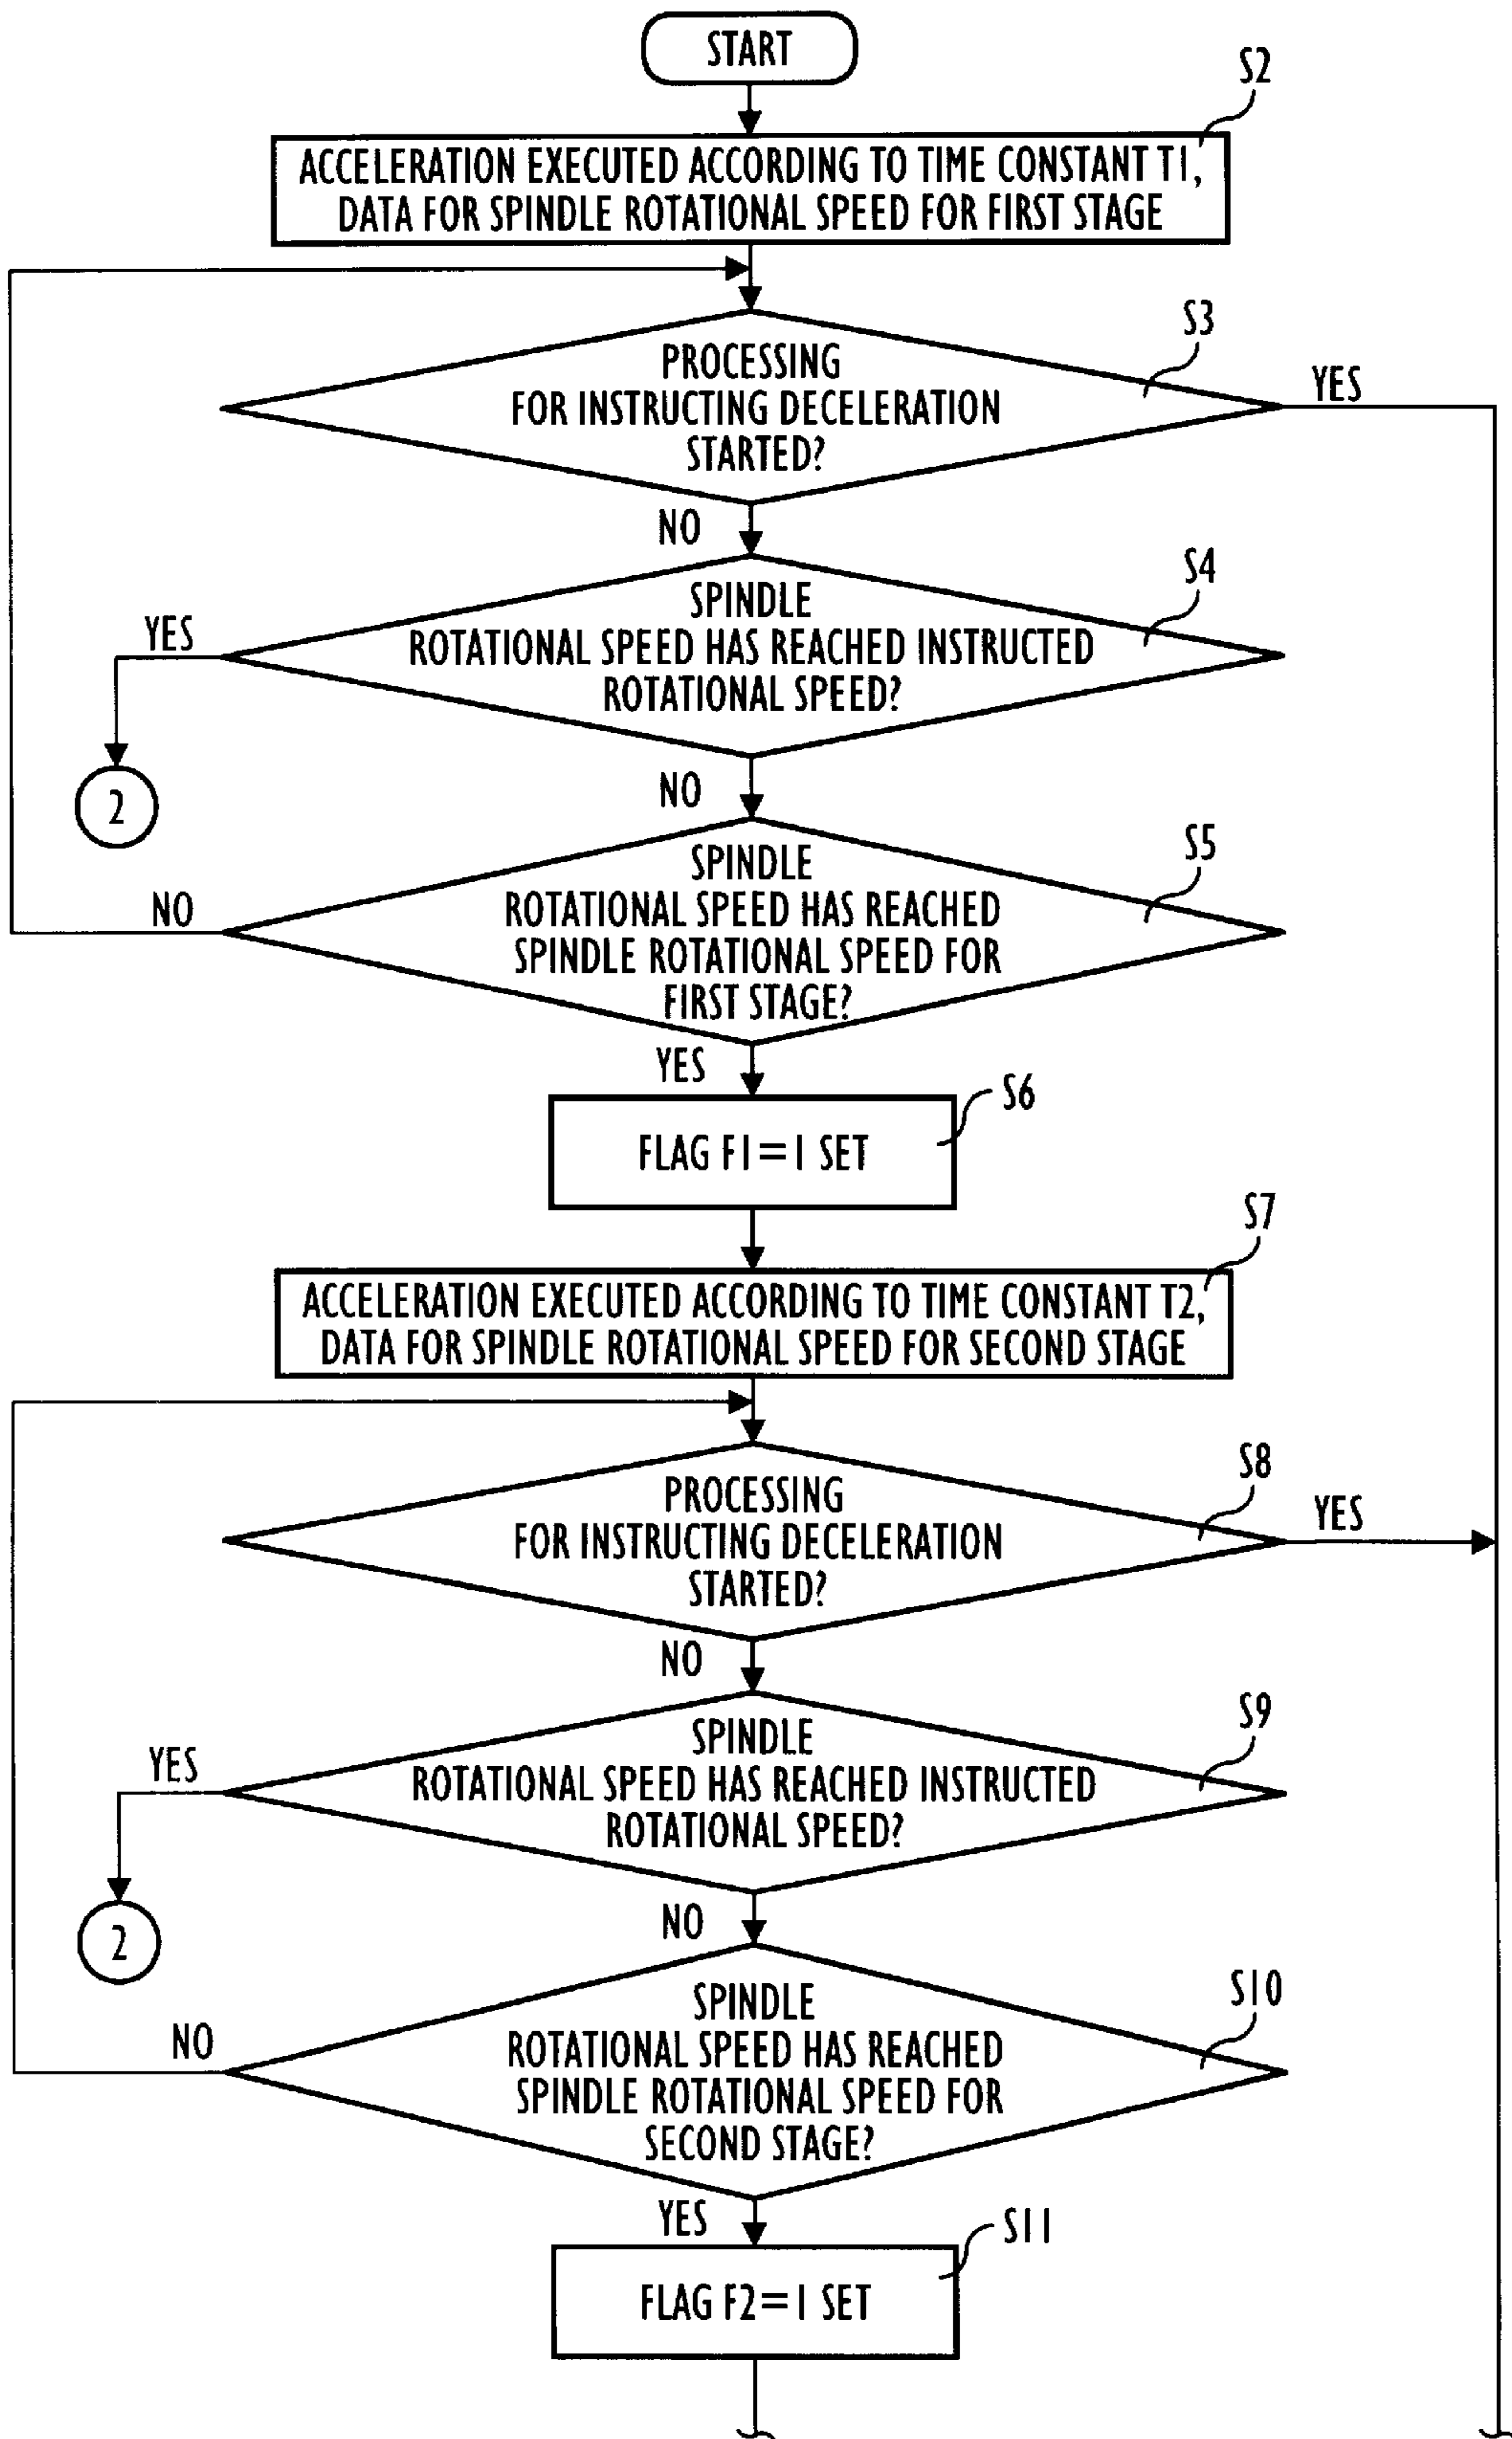 START
S2
ACCELERATION EXECUTED ACCORDING TO TIME CONSTANT T1,
DATA FOR SPINDLE ROTATIONAL SPEED FOR FIRST STAGE
S3
PROCESSING
FOR INSTRUCTING DECELERATION
STARTED?
YES
NO
S4
SPINDLE
ROTATIONAL SPEED HAS REACHED INSTRUCTED
ROTATIONAL SPEED?
YES
2
NO
S5
SPINDLE
ROTATIONAL SPEED HAS REACHED
SPINDLE ROTATIONAL SPEED FOR
FIRST STAGE?
NO
YES
S6
FLAG F1=1 SET
S7
ACCELERATION EXECUTED ACCORDING TO TIME CONSTANT T2,
DATA FOR SPINDLE ROTATIONAL SPEED FOR SECOND STAGE
S8
PROCESSING
FOR INSTRUCTING DECELERATION
STARTED?
YES
NO
S9
SPINDLE
ROTATIONAL SPEED HAS REACHED INSTRUCTED
ROTATIONAL SPEED?
YES
2
NO
S10
SPINDLE
ROTATIONAL SPEED HAS REACHED
SPINDLE ROTATIONAL SPEED FOR
SECOND STAGE?
NO
YES
S11
FLAG F2=1 SET